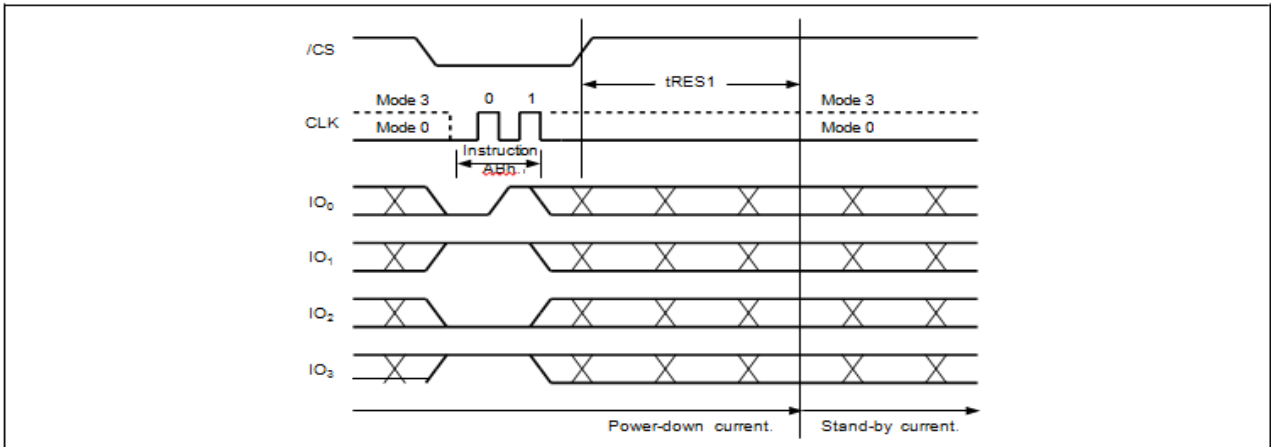 /CS
tRES1
Mode 3 0 1 Mode 3
CLK
Mode 0 Mode 0
Instruction
ABh.
IO0
IO1
IO2
IO3
Power-down current. Stand-by current.